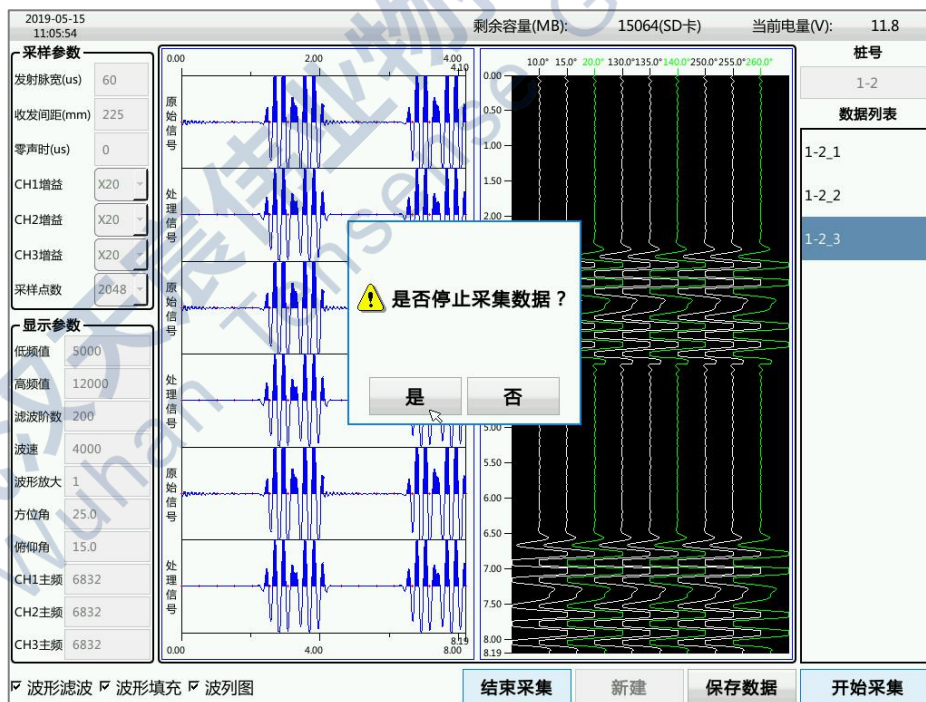 2019-05-15
11:05:54
剩余容量(MB): 15064(SD卡) 当前电量(V): 11.8
采样参数
发射脉宽(us) 60
收发间距(mm) 225
零声时(us) 0
CH1增益 X20
CH2增益 X20
CH3增益 X20
采样点数 2048
显示参数
低频值 5000
高频值 12000
滤波阶数 200
波速 4000
波形放大 1
方位角 25.0
俯仰角 15.0
CH1主频 6832
CH2主频 6832
CH3主频 6832
0.00 2.00 4.00
4.10
原始信号
处理信号
原始信号
处理信号
原始信号
处理信号
8.19
0.00 4.00 8.00
10.0° 15.0° 20.0° 130.0° 135.0° 140.0° 250.0° 255.0° 260.0°
0.00
0.50
1.00
1.50
2.00
5.00
5.50
6.00
6.50
7.00
7.50
8.00
8.19
是否停止采集数据？
是 否
桩号
1-2
数据列表
1-2_1
1-2_2
1-2_3
波形滤波 波形填充 波列图
结束采集 新建 保存数据 开始采集
汉天宸伟业物
Wuhan Tonsense G